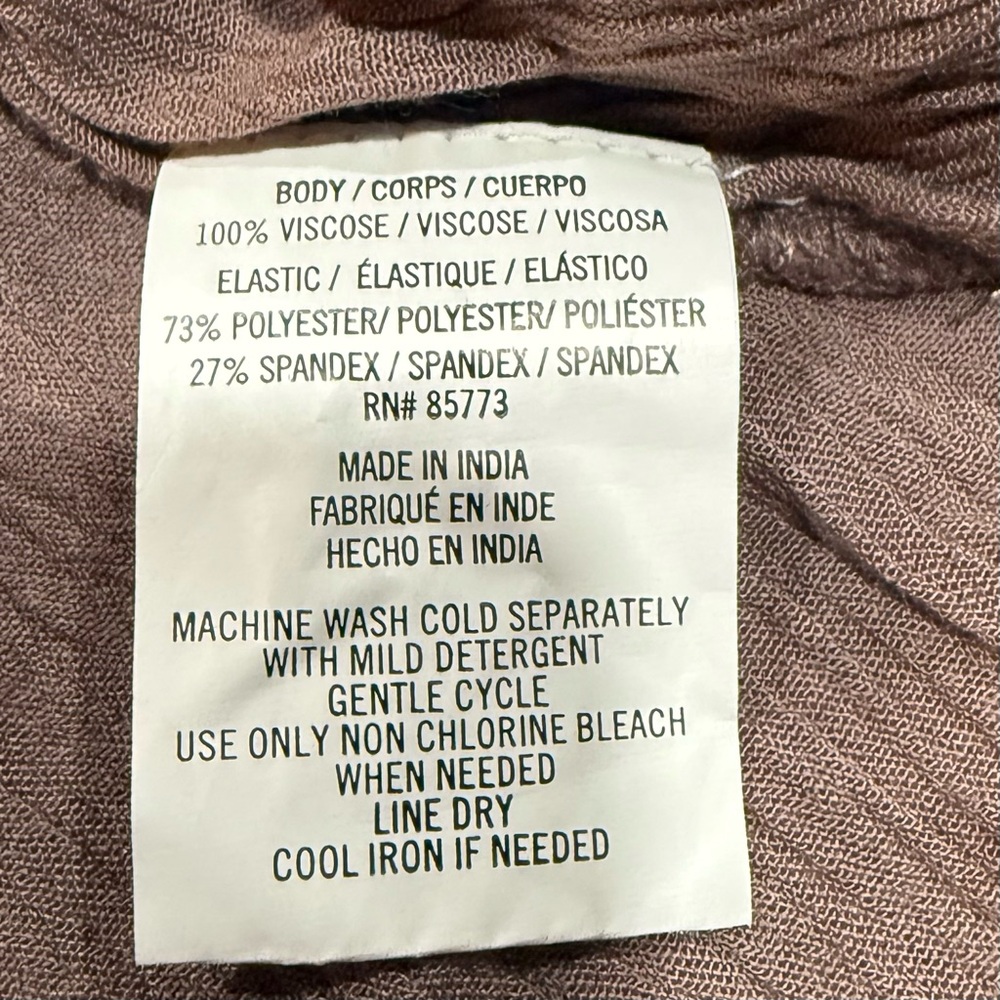 BODY / CORPS / CUERPO
100% VISCOSE / VISCOSE / VISCOSA
ELASTIC / ÉLASTIQUE / ELÁSTICO
73% POLYESTER/ POLYESTER/ POLIÉSTER
27% SPANDEX / SPANDEX / SPANDEX
RN# 85773
MADE IN INDIA
FABRIQUÉ EN INDE
HECHO EN INDIA
MACHINE WASH COLD SEPARATELY
WITH MILD DETERGENT
GENTLE CYCLE
USE ONLY NON CHLORINE BLEACH
WHEN NEEDED
LINE DRY
COOL IRON IF NEEDED